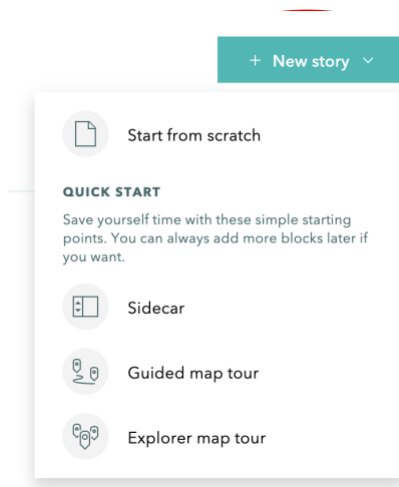 + New story
Start from scratch
QUICK START
Save yourself time with these simple starting
points. You can always add more blocks later if
you want.
Sidecar
Guided map tour
Explorer map tour